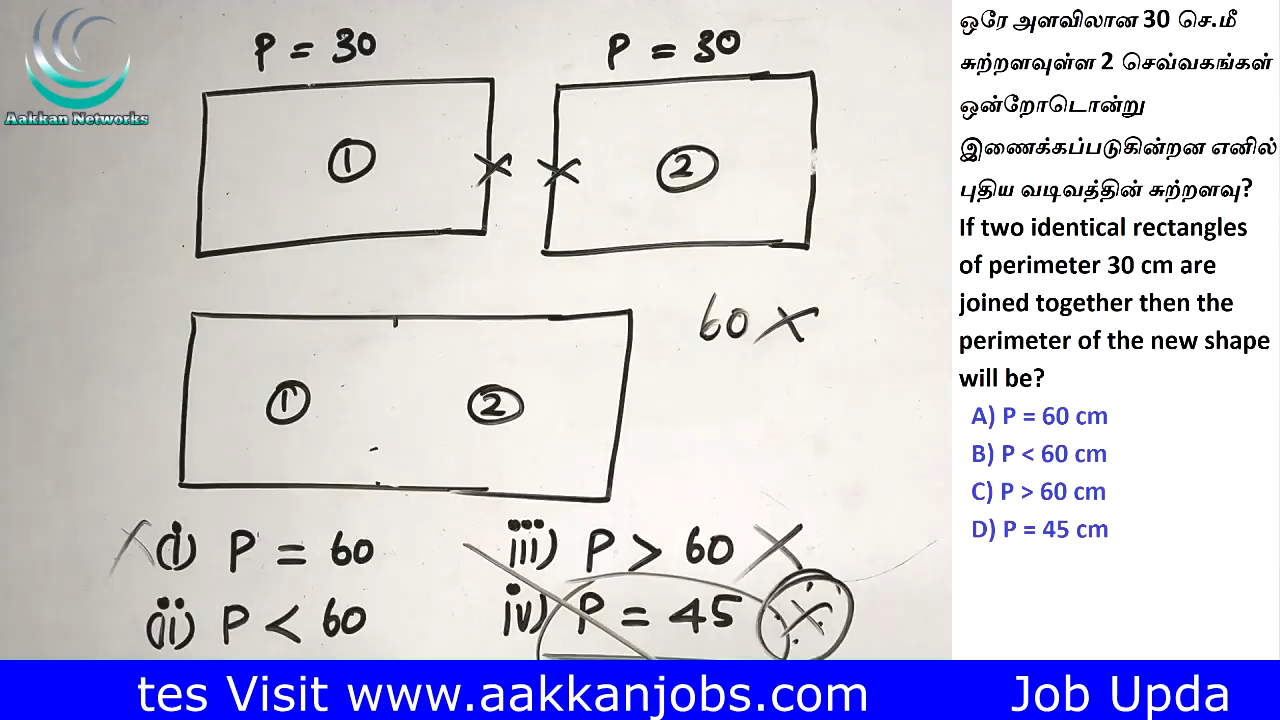 Aakkan Networks
P = 30
P = 30
1
2
60 X
1
2
X (i) P = 60
(ii) P < 60
iii) P > 60 X
iv) P = 45 X
ஒரே அளவிலான 30 செ.மீ
சுற்றளவுள்ள 2 செவ்வகங்கள்
ஒன்றோடொன்று
இணைக்கப்படுகின்றன எனில்
புதிய வடிவத்தின் சுற்றளவு?
If two identical rectangles
of perimeter 30 cm are
joined together then the
perimeter of the new shape
will be?
A) P = 60 cm
B) P < 60 cm
C) P > 60 cm
D) P = 45 cm
tes Visit www.aakkanjobs.com Job Upda